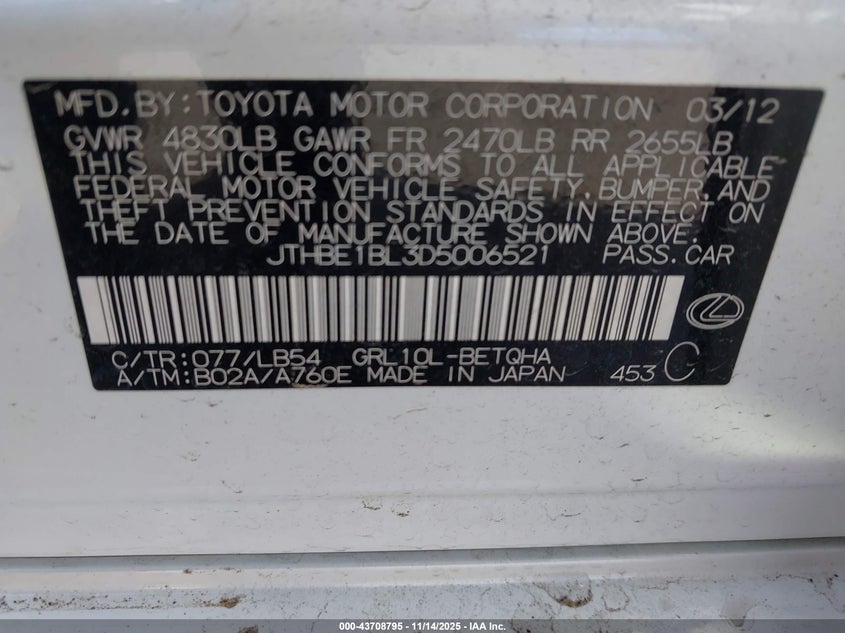 MFD. BY: TOYOTA MOTOR CORPORATION 03/12
GVWR 4830LB GAWR FR 2470LB RR 2655LB
THIS VEHICLE CONFORMS TO ALL APPLICABLE
FEDERAL MOTOR VEHICLE SAFETY, BUMPER, AND
THEFT PREVENTION STANDARDS IN EFFECT ON
THE DATE OF MANUFACTURE SHOWN ABOVE.
JTHBE1BL3D5006521 PASS. CAR
C/TR: 077/LB54 GRL10L-BETQHA
A/TM: B02A/A760E MADE IN JAPAN 453 C
000-43708795 - 11/14/2025 - IAA Inc.